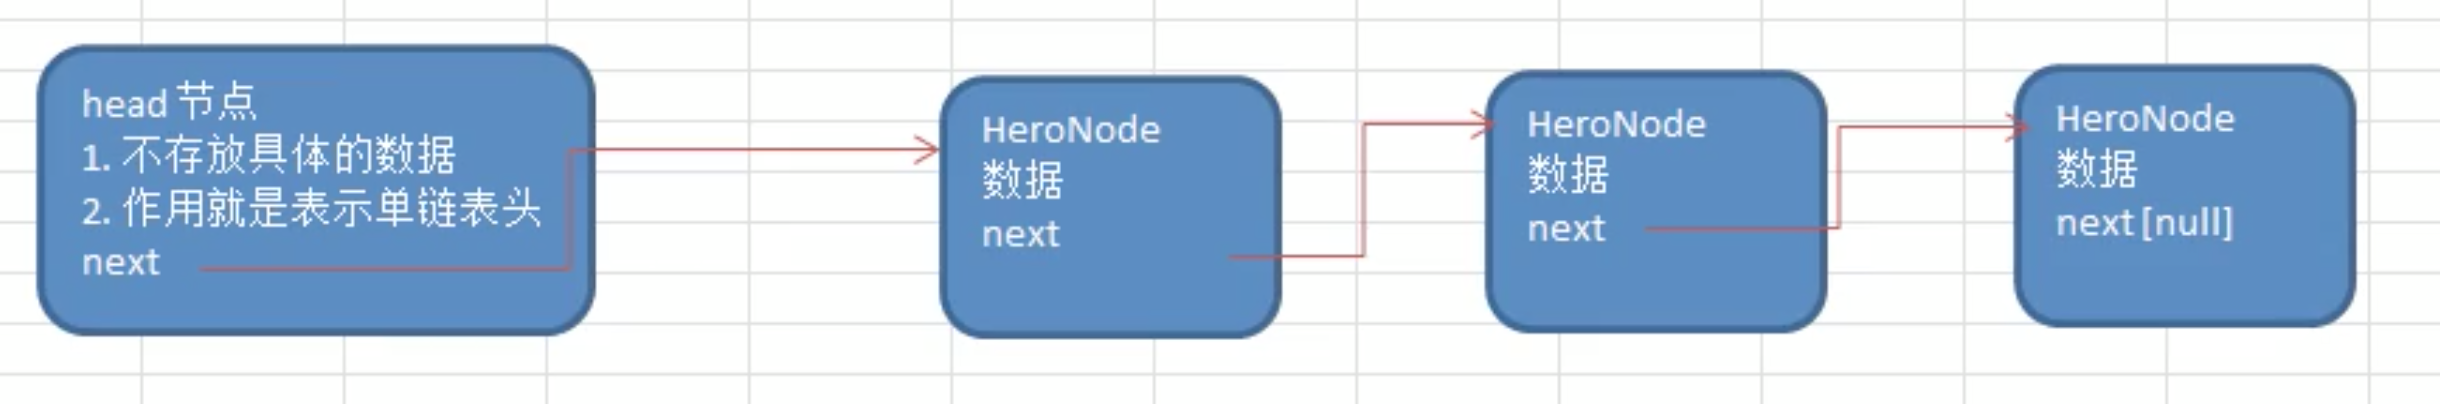 head 节点
1. 不存放具体的数据
2. 作用就是表示单链表头
next
HeroNode
数据
next
HeroNode
数据
next
HeroNode
数据
next [null]